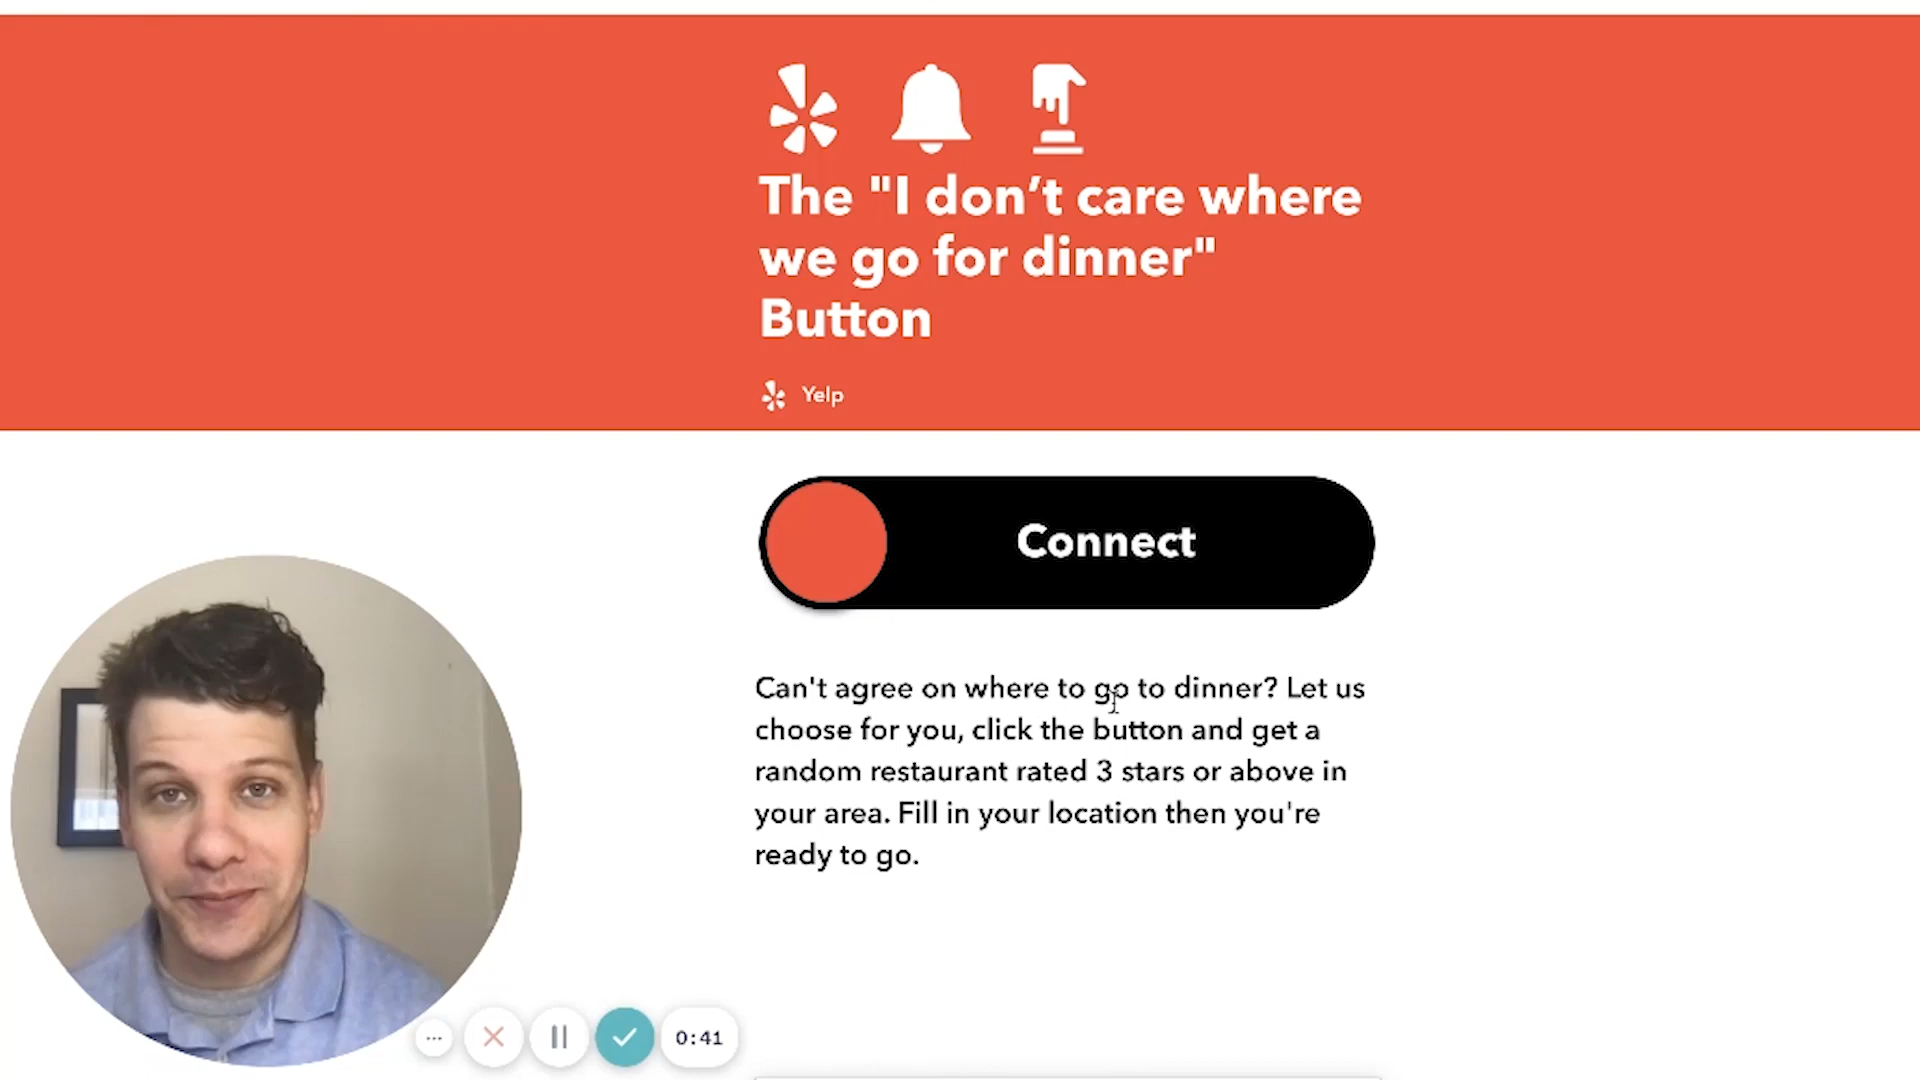 The "I don’t care where
we go for dinner"
Button
Yelp
Connect
Can't agree on where to go to dinner? Let us
choose for you, click the button and get a
random restaurant rated 3 stars or above in
your area. Fill in your location then you're
ready to go.
0:41